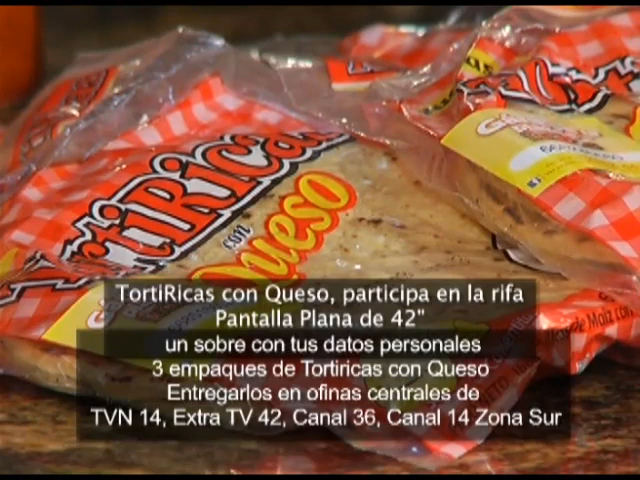 TortiRicas
con
Queso
TortiRicas con Queso, participa en la rifa
Pantalla Plana de 42"
un sobre con tus datos personales
3 empaques de Tortiricas con Queso
Entregarlos en ofinas centrales de
TVN 14, Extra TV 42, Canal 36, Canal 14 Zona Sur